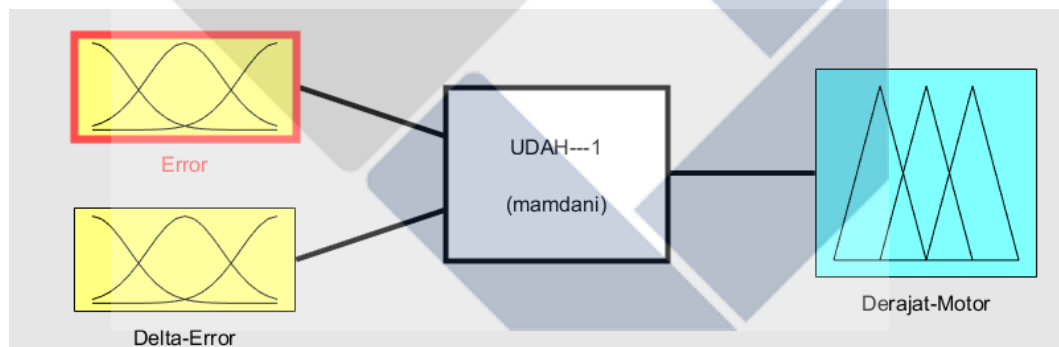 Error
Delta-Error
UDAH---1
(mamdani)
Derajat-Motor